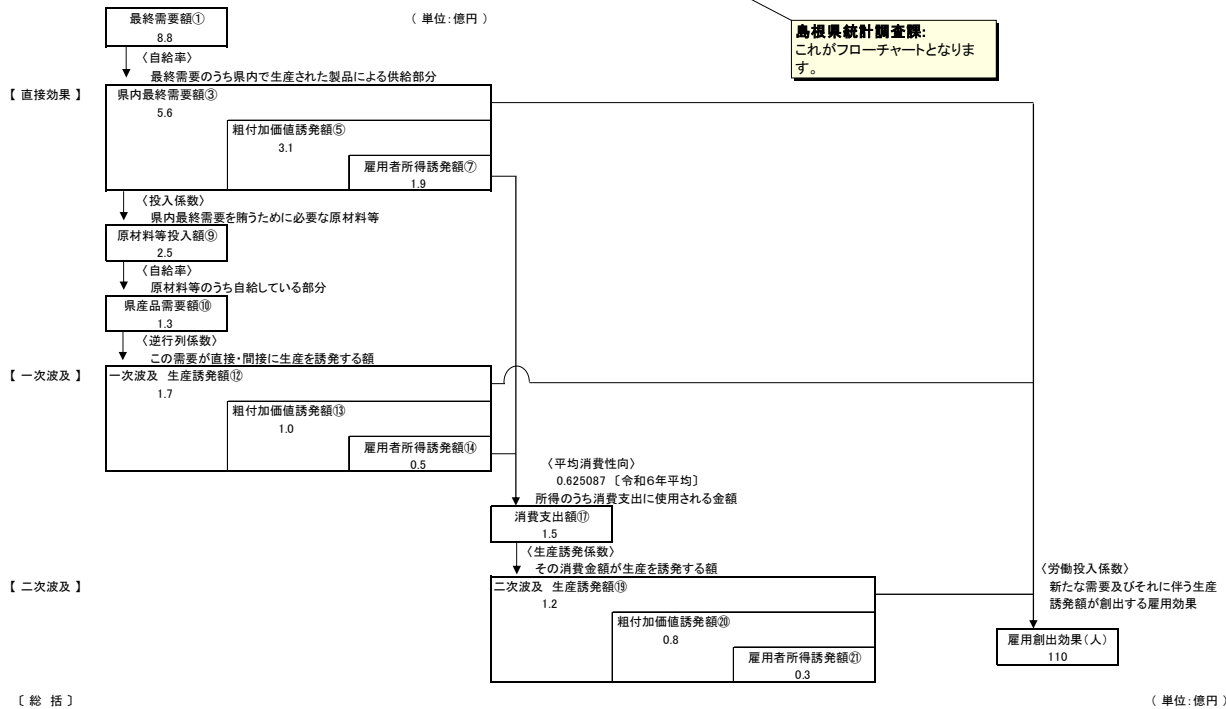 最終需要額①
8.8
（ 単位：億円 ）
島根県統計調査課:
これがフローチャートとなりま
す。
〈自給率〉
最終需要のうち県内で生産された製品による供給部分
【 直接効果 】
県内最終需要額③
5.6
粗付加価値誘発額⑤
3.1
雇用者所得誘発額⑦
1.9
〈投入係数〉
県内最終需要を賄うために必要な原材料等
原材料等投入額⑨
2.5
〈自給率〉
原材料等のうち自給している部分
県産品需要額⑩
1.3
〈逆行列係数〉
この需要が直接・間接に生産を誘発する額
【 一次波及 】
一次波及 生産誘発額⑫
1.7
粗付加価値誘発額⑬
1.0
雇用者所得誘発額⑭
0.5
〈平均消費性向〉
0.625087 〔令和6年平均〕
所得のうち消費支出に使用される金額
消費支出額⑰
1.5
〈生産誘発係数〉
その消費金額が生産を誘発する額
【 二次波及 】
二次波及 生産誘発額⑲
1.2
粗付加価値誘発額⑳
0.8
雇用者所得誘発額㉑
0.3
〈労働投入係数〉
新たな需要及びそれに伴う生産
誘発額が創出する雇用効果
雇用創出効果（人）
110
〔 総 括 〕
（ 単位：億円 ）